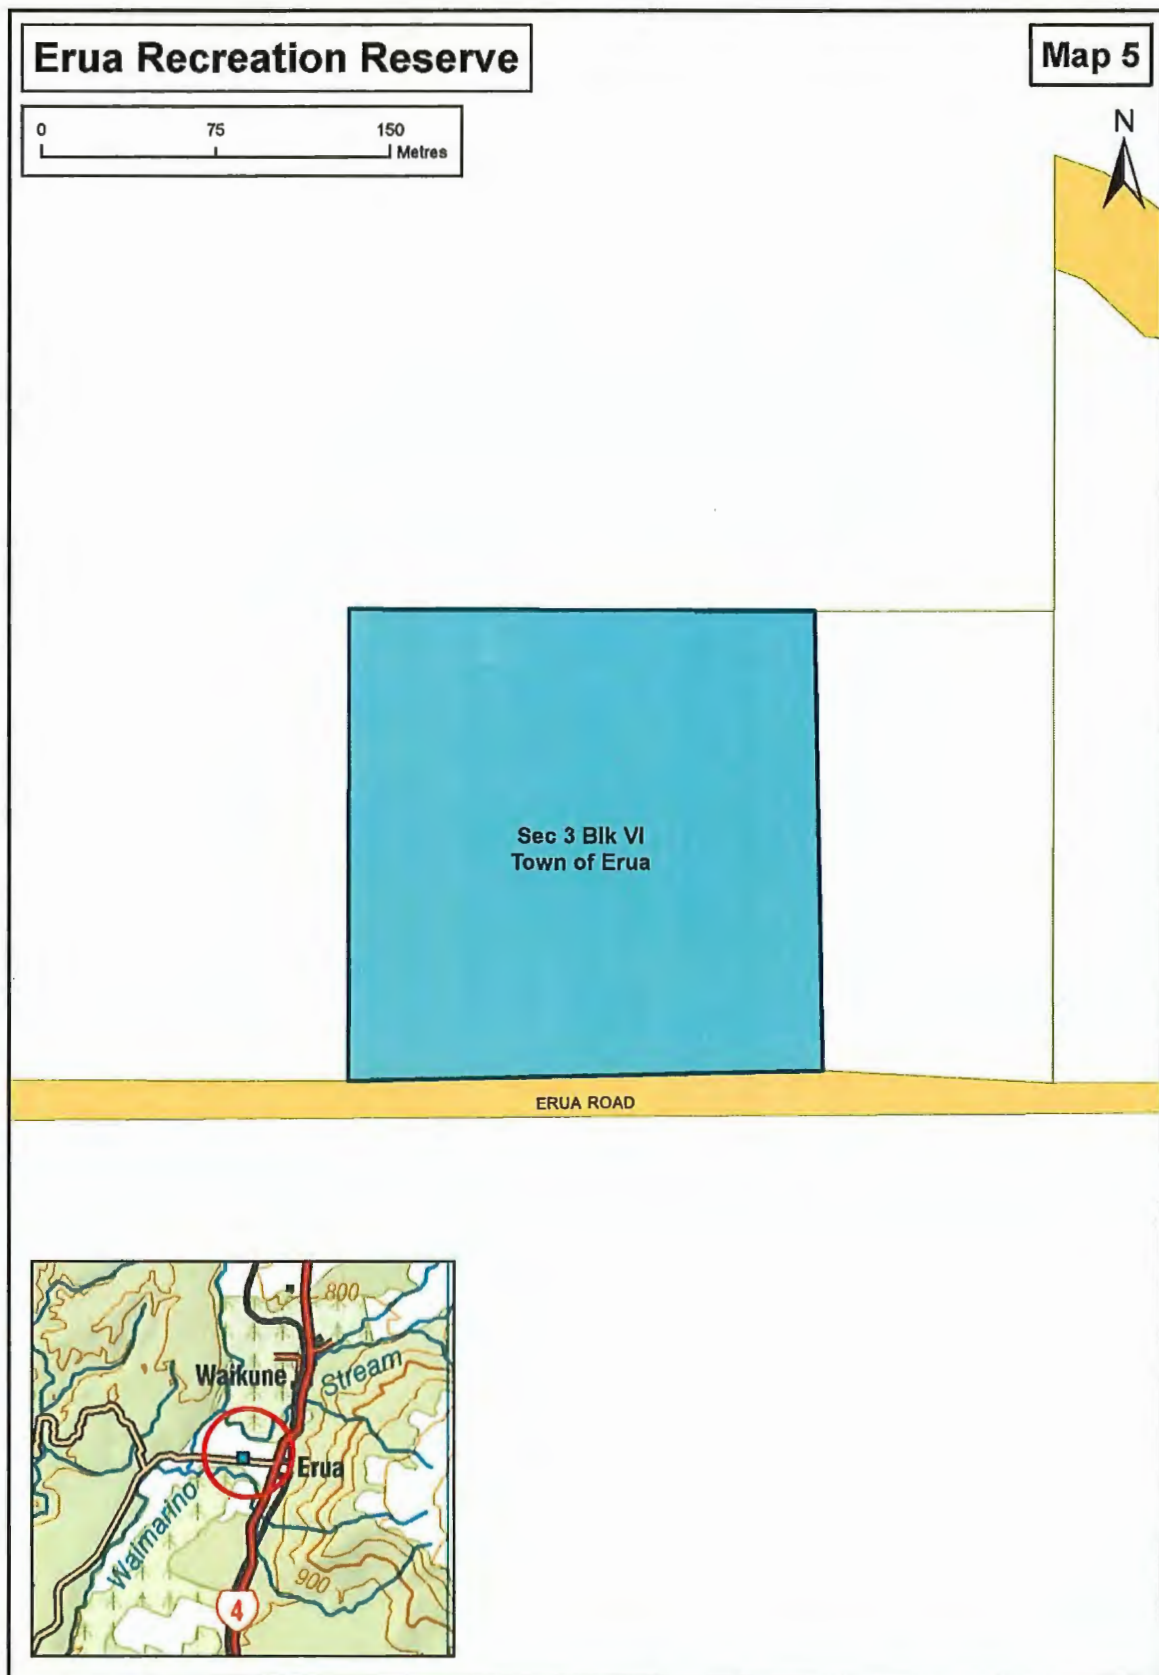 Erua Recreation Reserve
Map 5
0 75 150
Metres
N
Sec 3 Blk VI
Town of Erua
ERUA ROAD
800
Waikune
Stream
Erua
Waimarino
900
4